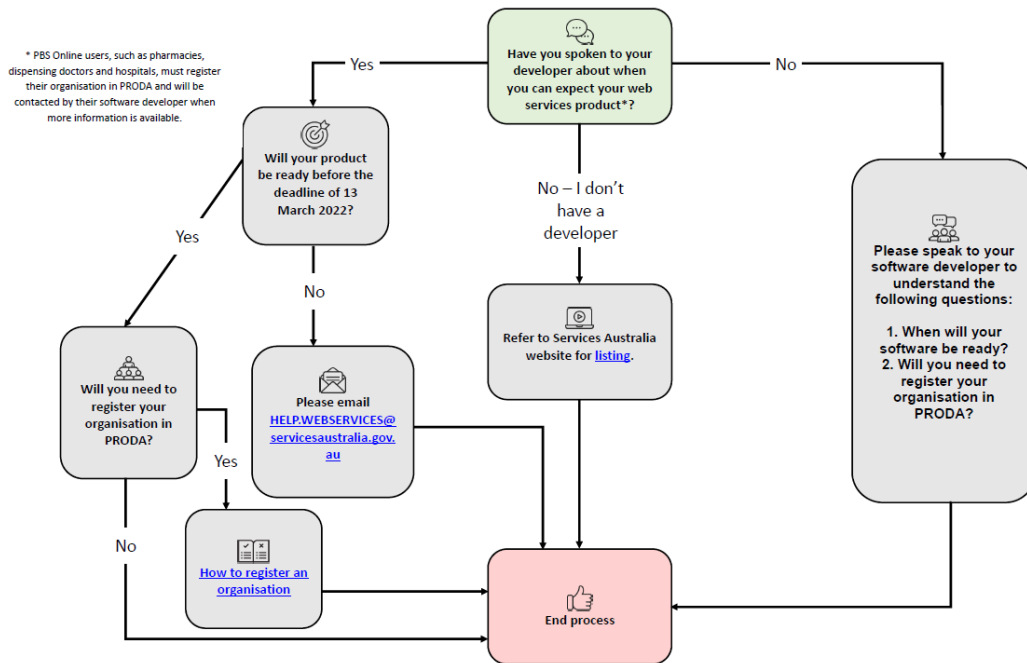 * PBS Online users, such as pharmacies,
dispensing doctors and hospitals, must register
their organisation in PRODA and will be
contacted by their software developer when
more information is available.
Have you spoken to your
developer about when
you can expect your web
services product*?
Yes
No
No – I don't
have a
developer
Will your product
be ready before the
deadline of 13
March 2022?
Yes
No
Please speak to your
software developer to
understand the
following questions:
1. When will your
software be ready?
2. Will you need to
register your
organisation in
PRODA?
Refer to Services Australia
website for listing.
Will you need to
register your
organisation in
PRODA?
Please email
HELP.WEBSERVICES@
servicesaustralia.gov.
au
Yes
No
How to register an
organisation
End process